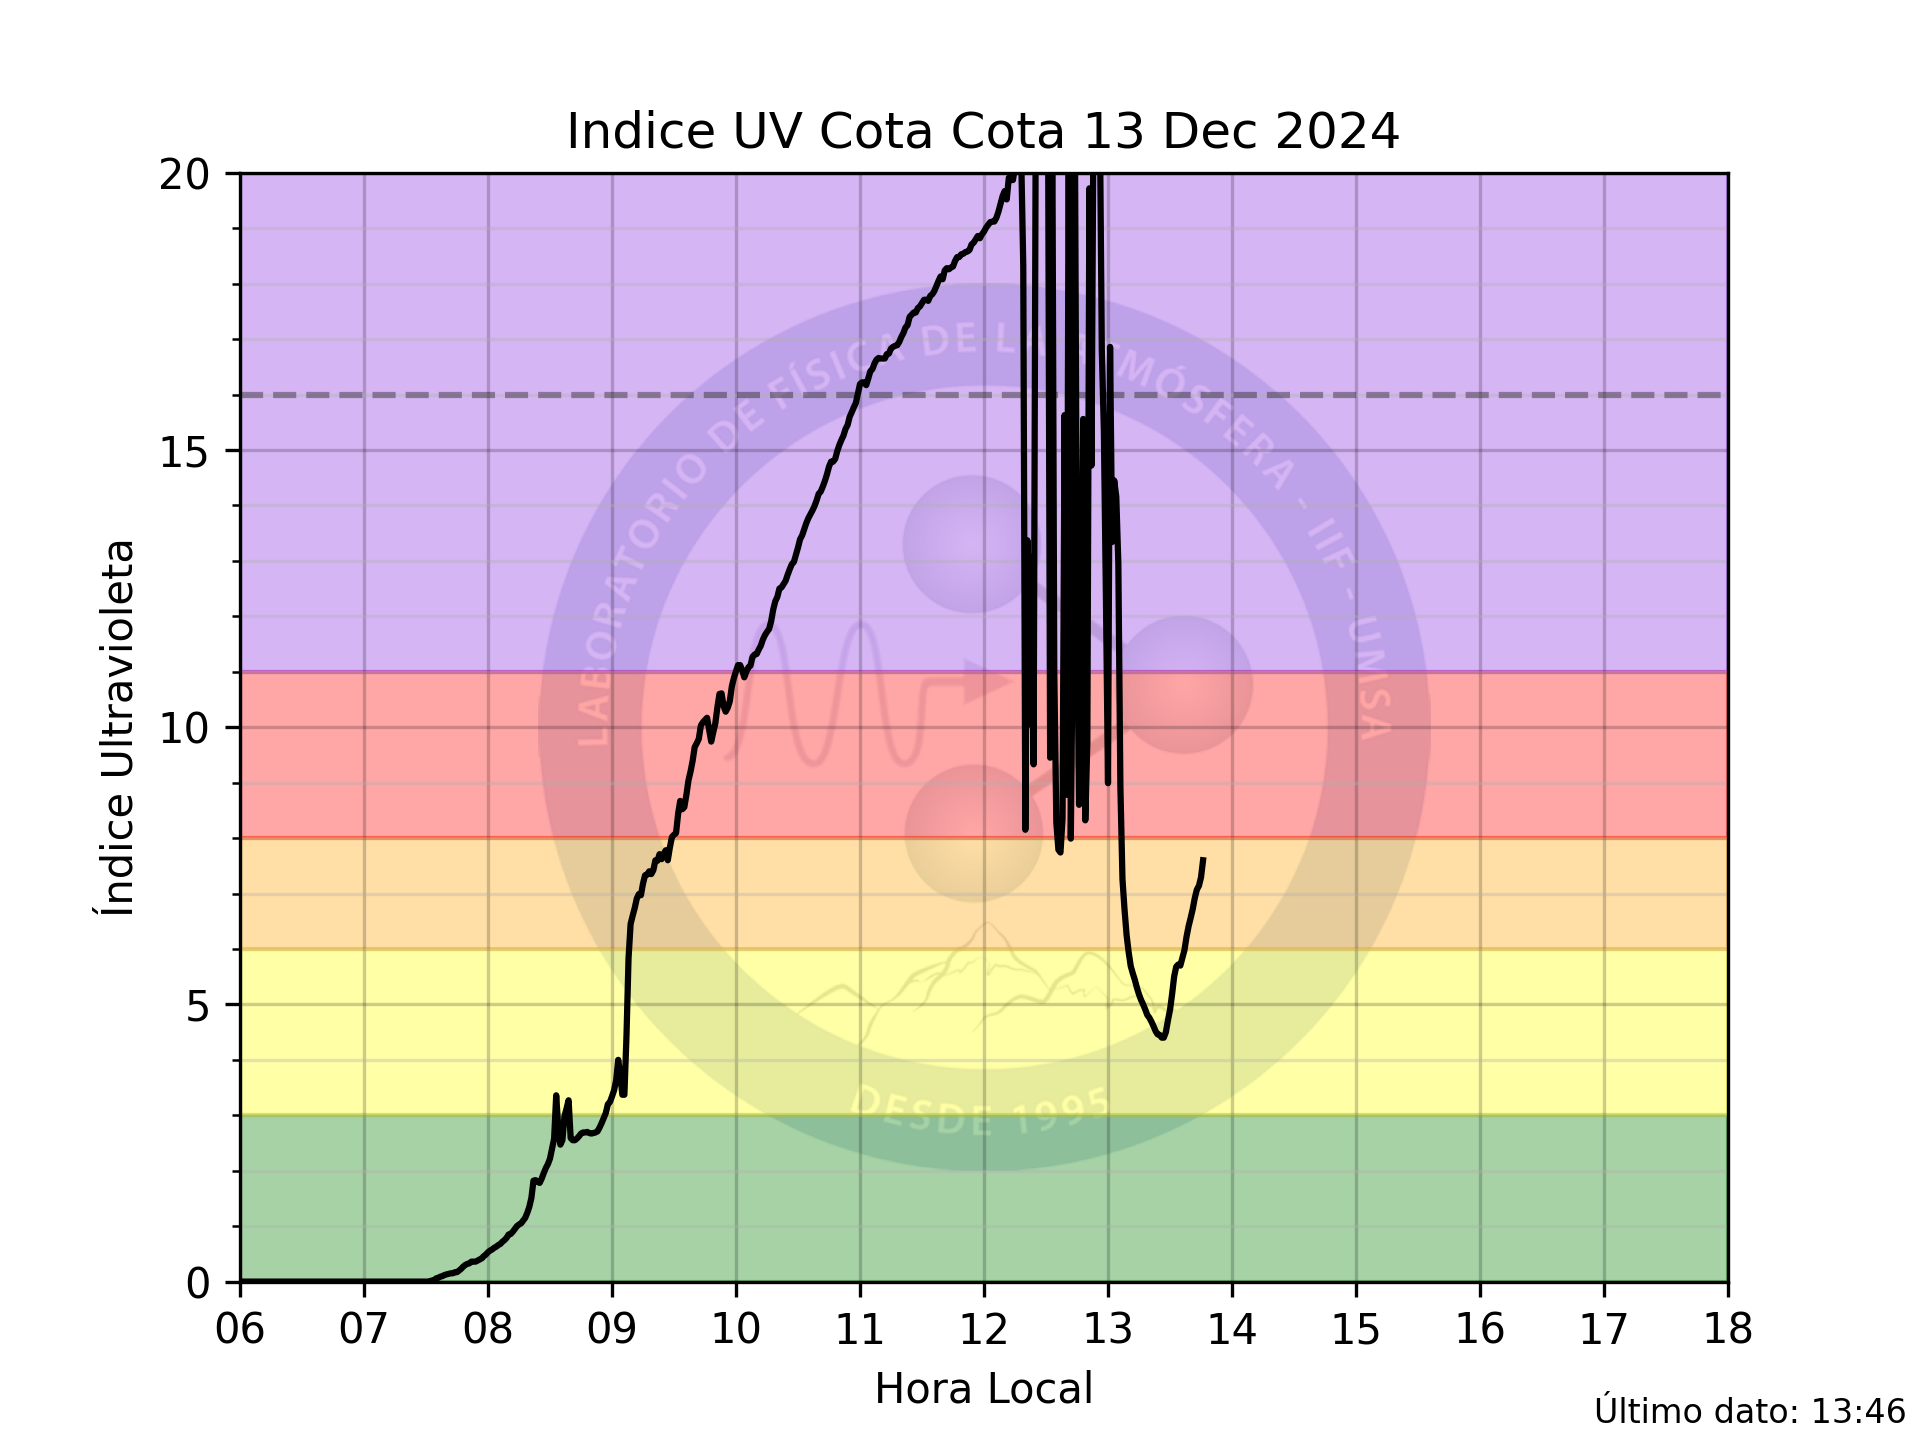 Indice UV Cota Cota 13 Dec 2024
Índice Ultravioleta
20
15
10
5
0
LABORATORIO DE FÍSICA DE LA ATMÓSFERA - IIF - UMSA
DESDE 1995
06 07 08 09 10 11 12 13 14 15 16 17 18
Hora Local
Último dato: 13:46